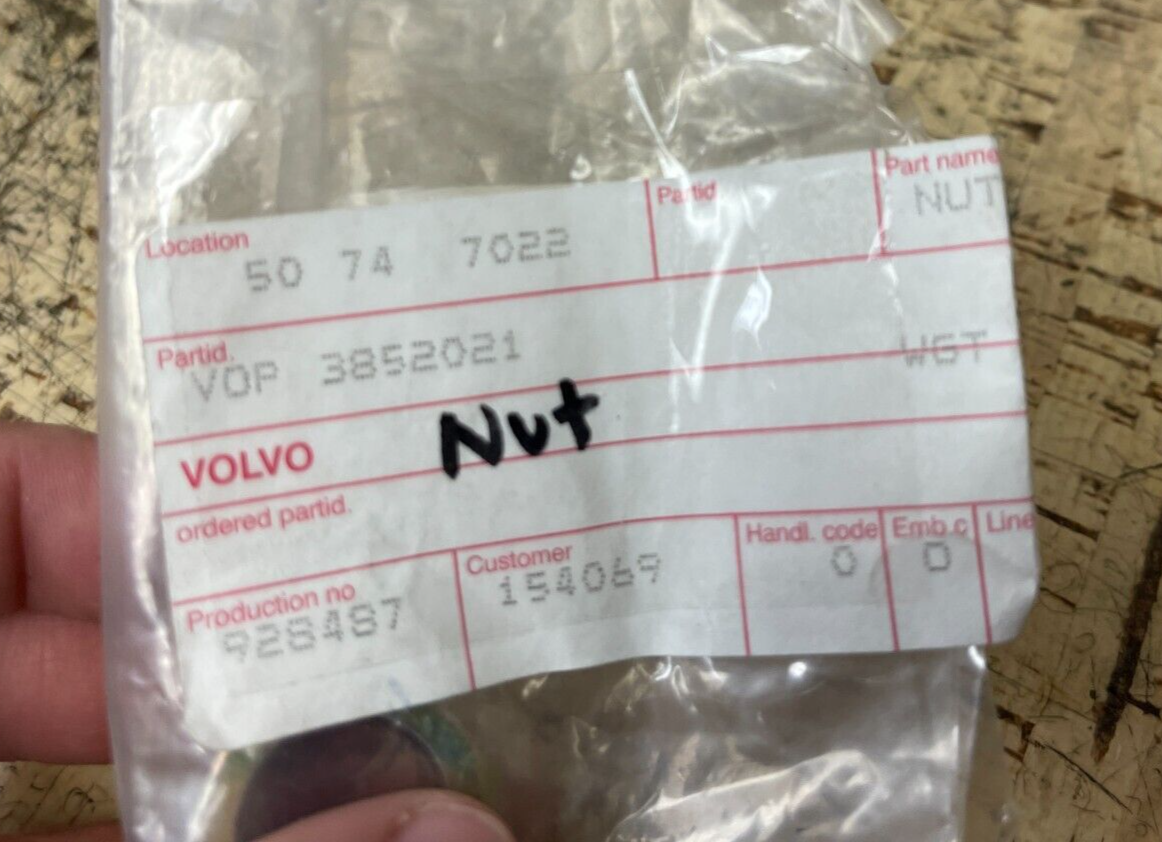 Location Partid Part name
50 74 7022 NUT
Partid.
VOP 3852021 WGT
VOLVO Nut
ordered partid.
Production no Customer Handl. code Emb.c Line
928487 154069 0 0